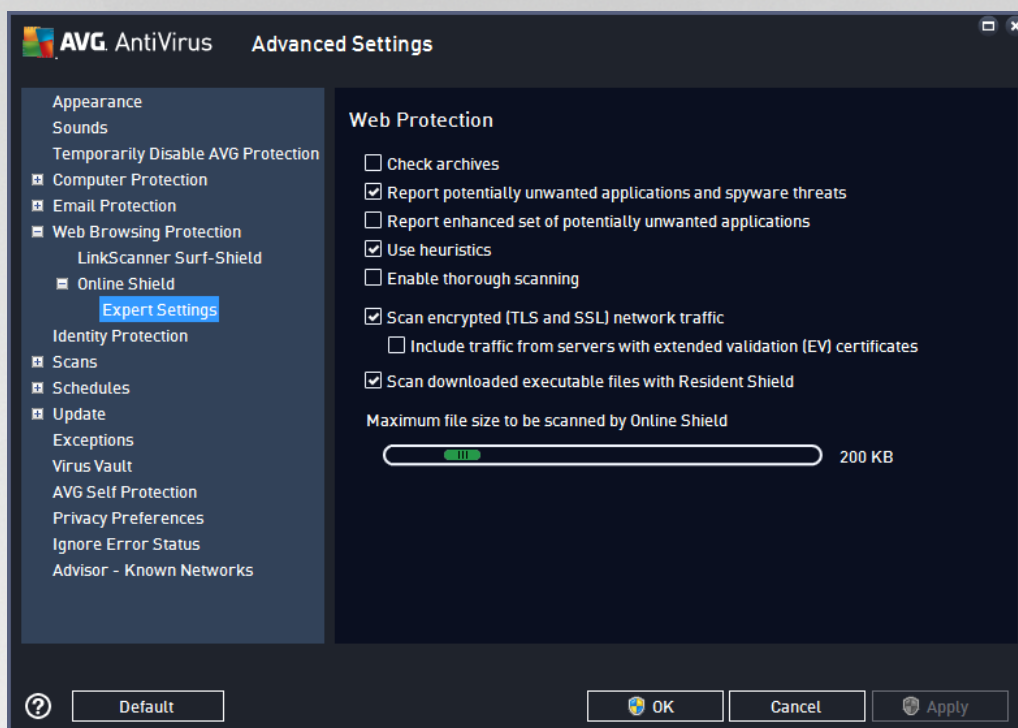 AVG. AntiVirus Advanced Settings
Appearance
Sounds
Temporarily Disable AVG Protection
Computer Protection
Email Protection
Web Browsing Protection
LinkScanner Surf-Shield
Online Shield
Expert Settings
Identity Protection
Scans
Schedules
Update
Exceptions
Virus Vault
AVG Self Protection
Privacy Preferences
Ignore Error Status
Advisor - Known Networks
Web Protection
Check archives
Report potentially unwanted applications and spyware threats
Report enhanced set of potentially unwanted applications
Use heuristics
Enable thorough scanning
Scan encrypted (TLS and SSL) network traffic
Include traffic from servers with extended validation (EV) certificates
Scan downloaded executable files with Resident Shield
Maximum file size to be scanned by Online Shield
200 KB
? Default OK Cancel Apply